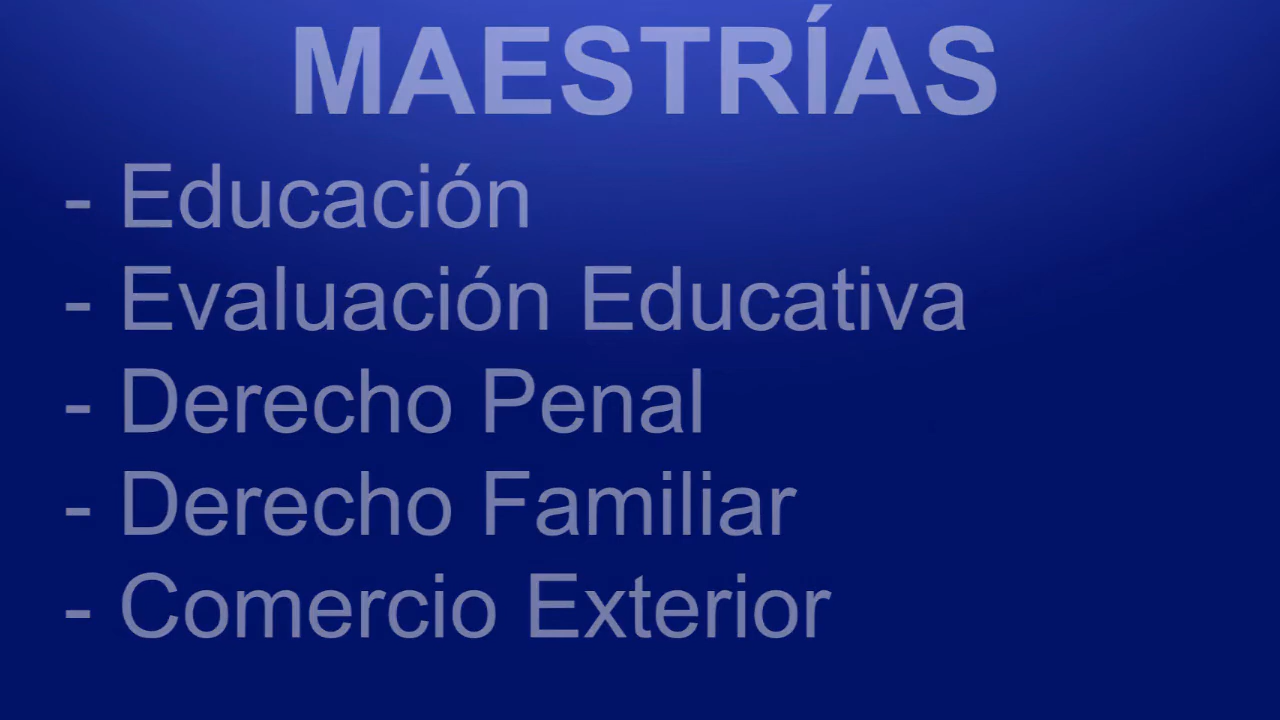 MAESTRÍAS
- Educación
- Evaluación Educativa
- Derecho Penal
- Derecho Familiar
- Comercio Exterior